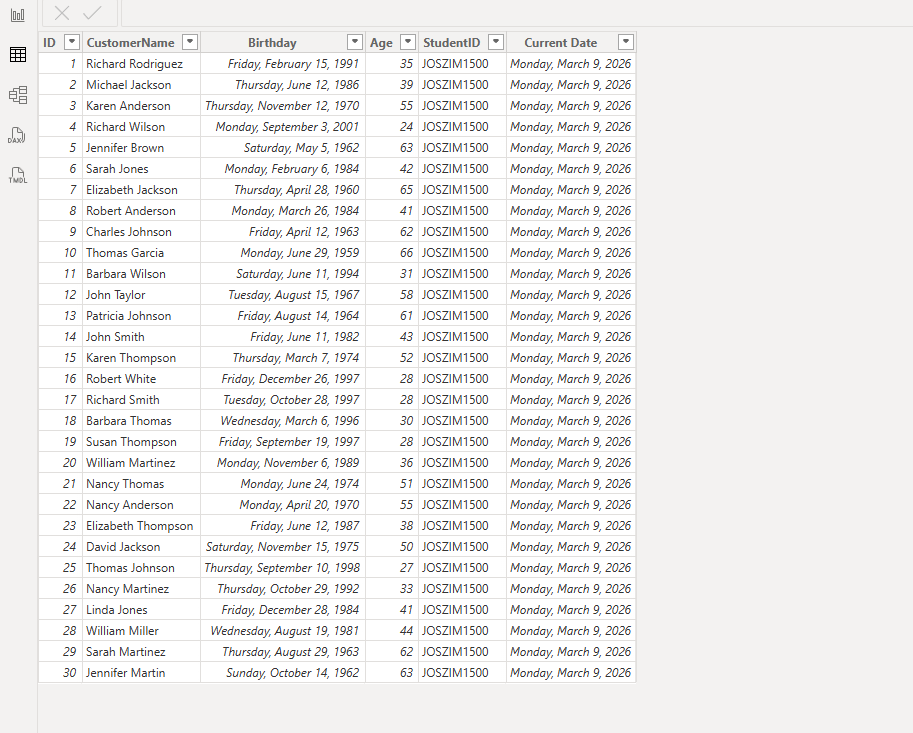 ID CustomerName Birthday Age StudentID Current Date
1 Richard Rodriguez Friday, February 15, 1991 35 JOSZIM1500 Monday, March 9, 2026
2 Michael Jackson Thursday, June 12, 1986 39 JOSZIM1500 Monday, March 9, 2026
3 Karen Anderson Thursday, November 12, 1970 55 JOSZIM1500 Monday, March 9, 2026
4 Richard Wilson Monday, September 3, 2001 24 JOSZIM1500 Monday, March 9, 2026
5 Jennifer Brown Saturday, May 5, 1962 63 JOSZIM1500 Monday, March 9, 2026
6 Sarah Jones Monday, February 6, 1984 42 JOSZIM1500 Monday, March 9, 2026
7 Elizabeth Jackson Thursday, April 28, 1960 65 JOSZIM1500 Monday, March 9, 2026
8 Robert Anderson Monday, March 26, 1984 41 JOSZIM1500 Monday, March 9, 2026
9 Charles Johnson Friday, April 12, 1963 62 JOSZIM1500 Monday, March 9, 2026
10 Thomas Garcia Monday, June 29, 1959 66 JOSZIM1500 Monday, March 9, 2026
11 Barbara Wilson Saturday, June 11, 1994 31 JOSZIM1500 Monday, March 9, 2026
12 John Taylor Tuesday, August 15, 1967 58 JOSZIM1500 Monday, March 9, 2026
13 Patricia Johnson Friday, August 14, 1964 61 JOSZIM1500 Monday, March 9, 2026
14 John Smith Friday, June 11, 1982 43 JOSZIM1500 Monday, March 9, 2026
15 Karen Thompson Thursday, March 7, 1974 52 JOSZIM1500 Monday, March 9, 2026
16 Robert White Friday, December 26, 1997 28 JOSZIM1500 Monday, March 9, 2026
17 Richard Smith Tuesday, October 28, 1997 28 JOSZIM1500 Monday, March 9, 2026
18 Barbara Thomas Wednesday, March 6, 1996 30 JOSZIM1500 Monday, March 9, 2026
19 Susan Thompson Friday, September 19, 1997 28 JOSZIM1500 Monday, March 9, 2026
20 William Martinez Monday, November 6, 1989 36 JOSZIM1500 Monday, March 9, 2026
21 Nancy Thomas Monday, June 24, 1974 51 JOSZIM1500 Monday, March 9, 2026
22 Nancy Anderson Monday, April 20, 1970 55 JOSZIM1500 Monday, March 9, 2026
23 Elizabeth Thompson Friday, June 12, 1987 38 JOSZIM1500 Monday, March 9, 2026
24 David Jackson Saturday, November 15, 1975 50 JOSZIM1500 Monday, March 9, 2026
25 Thomas Johnson Thursday, September 10, 1998 27 JOSZIM1500 Monday, March 9, 2026
26 Nancy Martinez Thursday, October 29, 1992 33 JOSZIM1500 Monday, March 9, 2026
27 Linda Jones Friday, December 28, 1984 41 JOSZIM1500 Monday, March 9, 2026
28 William Miller Wednesday, August 19, 1981 44 JOSZIM1500 Monday, March 9, 2026
29 Sarah Martinez Thursday, August 29, 1963 62 JOSZIM1500 Monday, March 9, 2026
30 Jennifer Martin Sunday, October 14, 1962 63 JOSZIM1500 Monday, March 9, 2026
DAX
TMDL